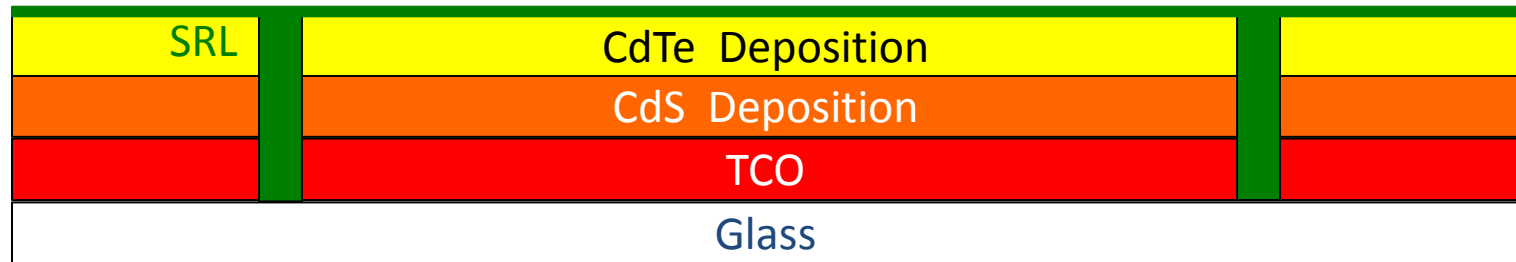 SRL
CdTe Deposition
CdS Deposition
TCO
Glass